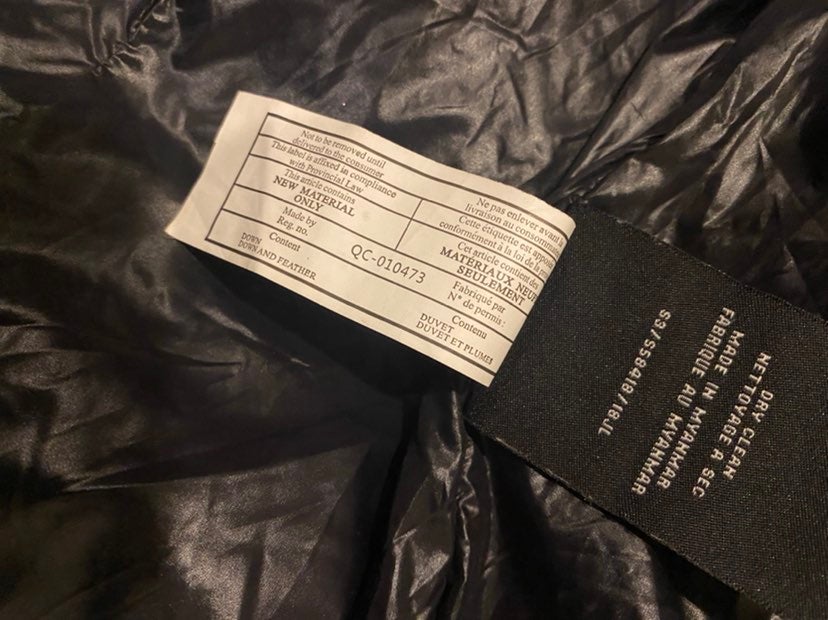 Not to be removed until
delivered to the consumer
This label is affixed in compliance
with Provincial Law
This article contains
NEW MATERIAL
ONLY
Made by
Reg. no.
QC-010473
Content
DOWN
DOWN AND FEATHER
Ne pas enlever avant
livraison au consommateur
Cette étiquette est
conformément à la loi de la
Cet article contient des
MATÉRIAUX NEUFS
SEULEMENT
Fabriqué par
N° de permis:
Contenu
DUVET
DUVET ET PLUMES
DRY CLEAN
NETTOYAGE A SEC
MADE IN MYANMAR
FABRIQUE AU MYANMAR
S3/S58418/18JL